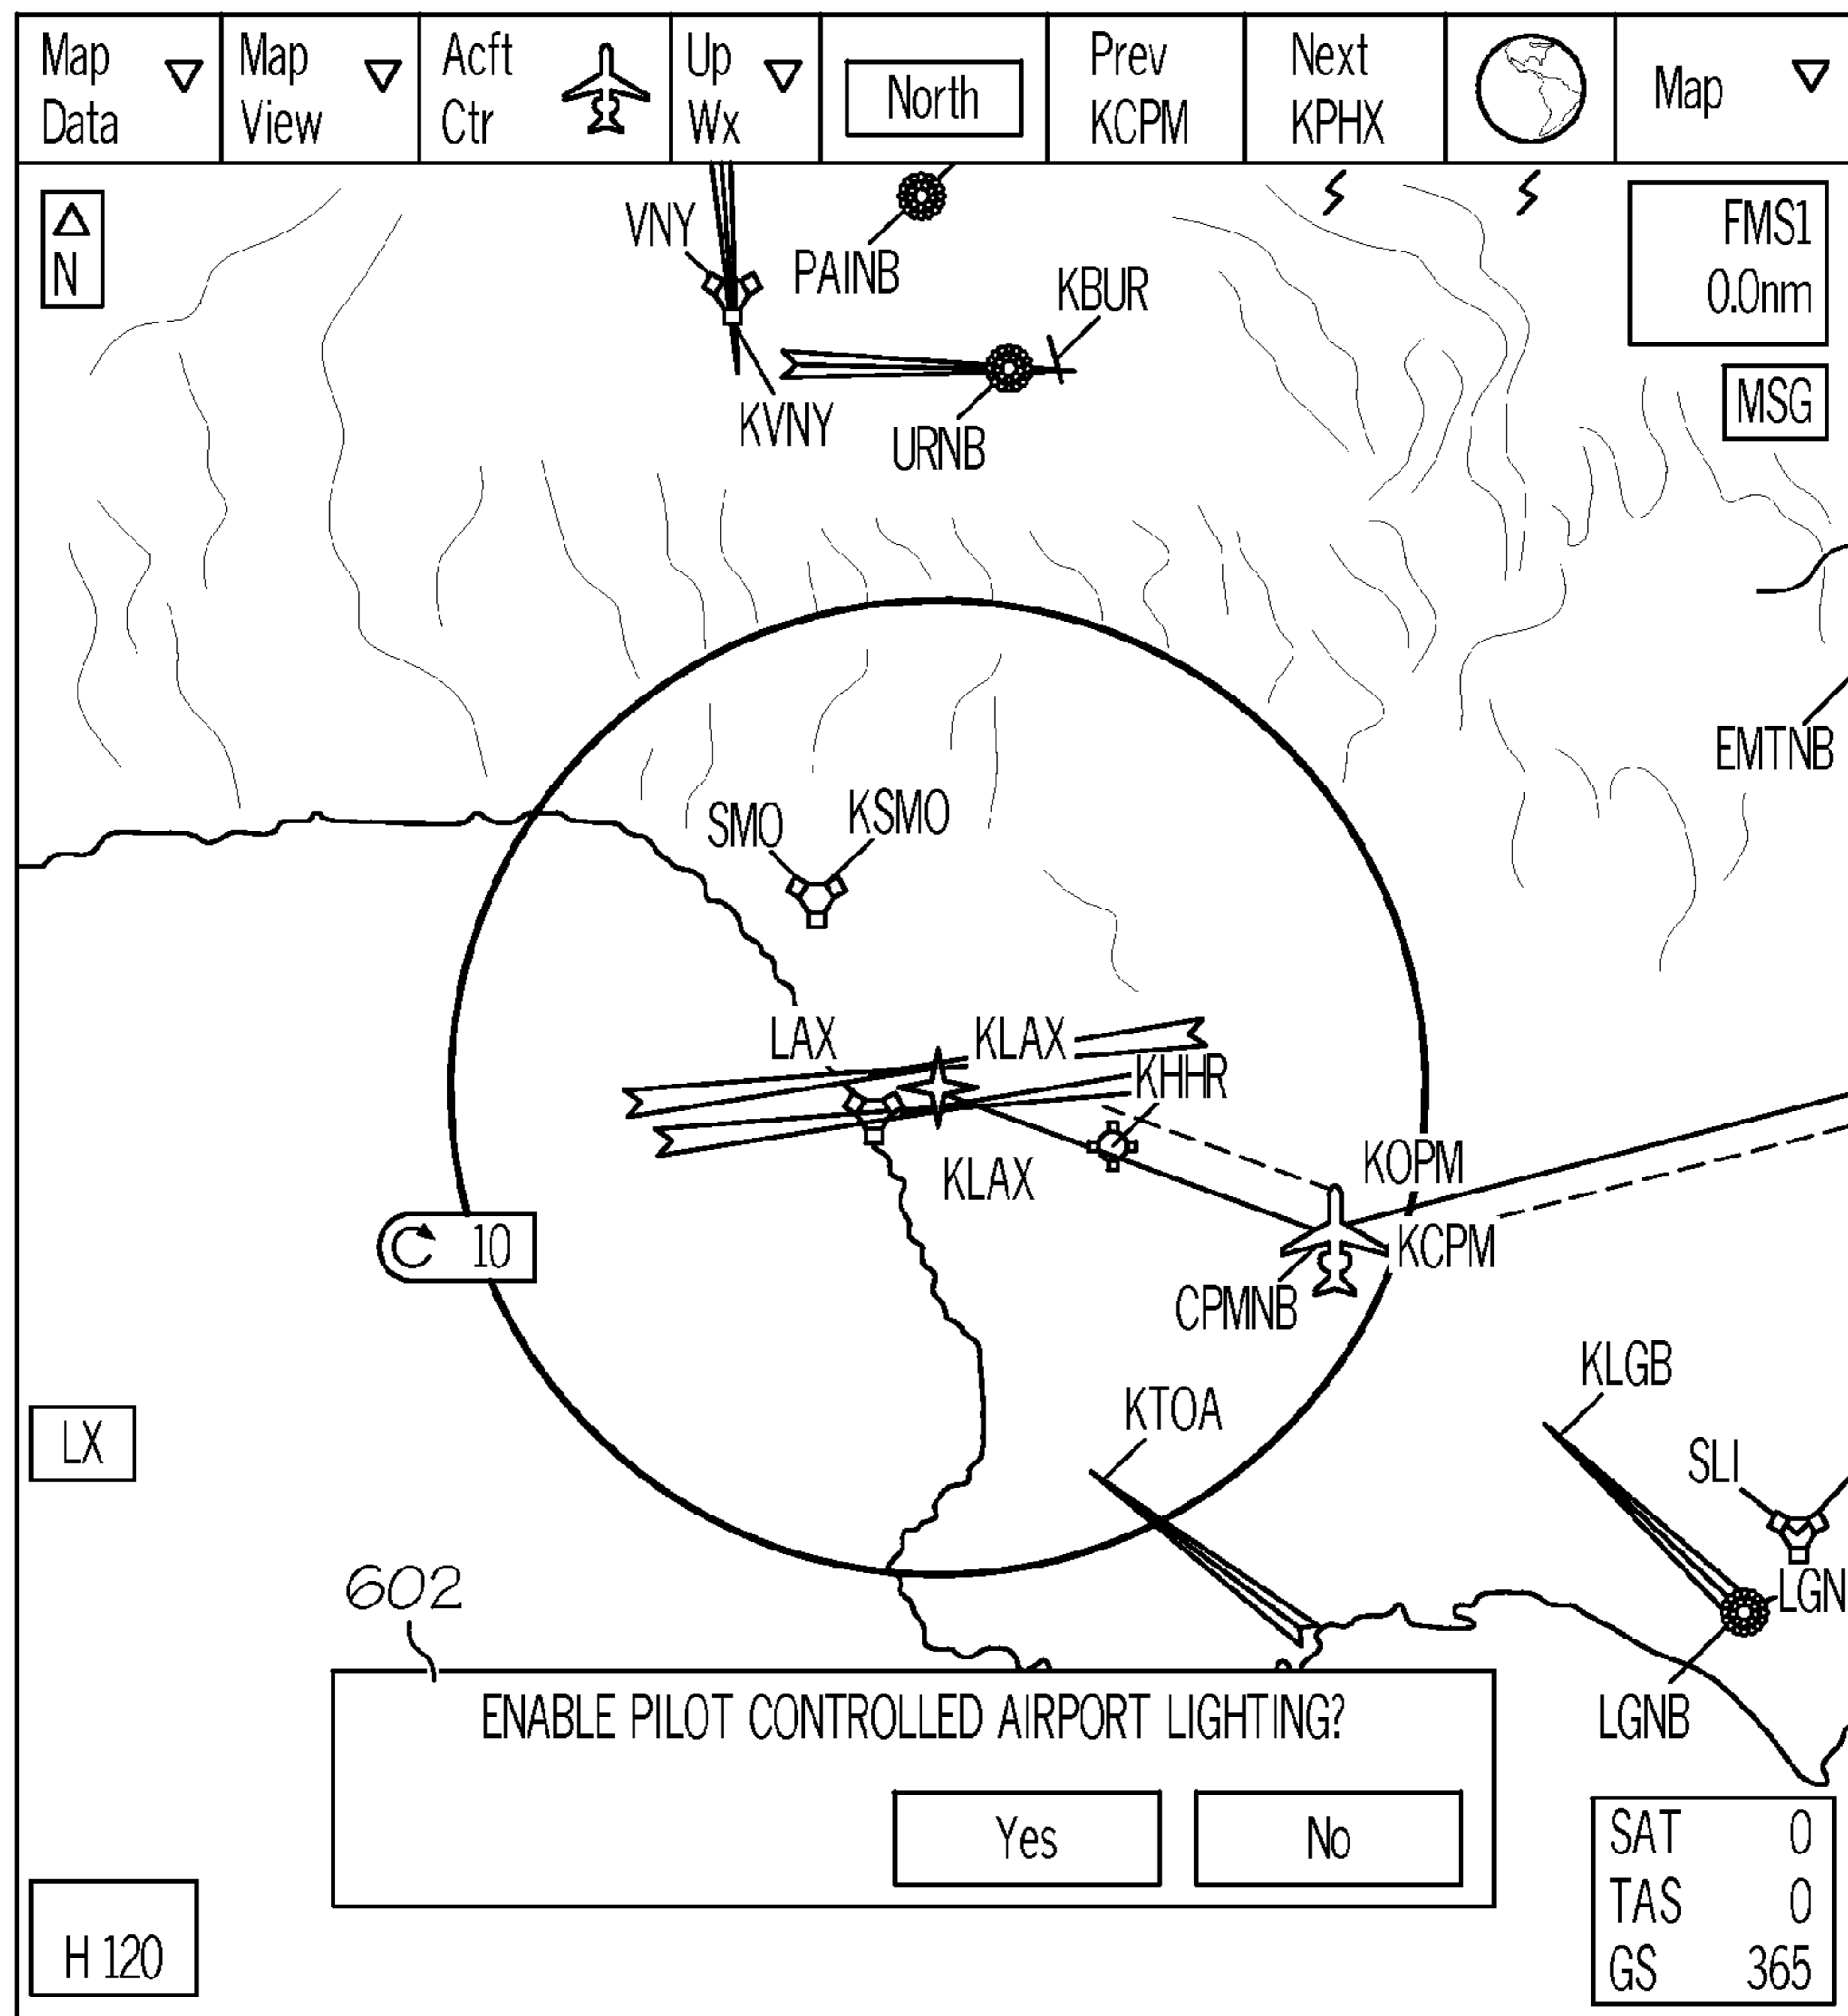 Map Data
Map View
Acft Ctr
Up Wx
North
Prev KCPM
Next KPHX
Map
N
VNY
PAINB
KBUR
FMS1
0.0nm
MSG
KVNY
URNB
EMTNB
SMO
KSMO
LAX
KLAX
KHHR
KLAX
KOPM
KCPM
10
CPMNB
KLGB
KTOA
LX
SLI
602
LGN
ENABLE PILOT CONTROLLED AIRPORT LIGHTING?
LGNB
Yes
No
SAT 0
TAS 0
GS 365
H 120